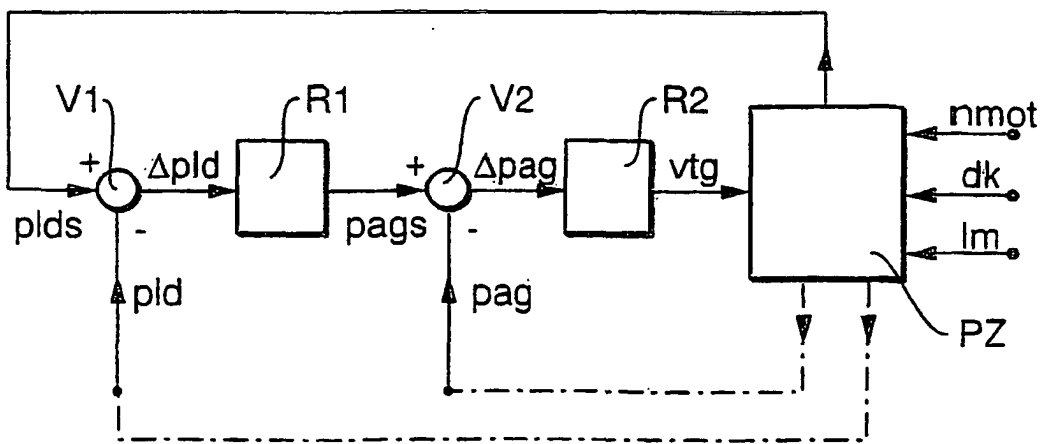 V1
R1
V2
R2
nmot
+
Δpld
+
Δpag
vtg
dk
plds
-
pags
-
lm
pld
pag
PZ